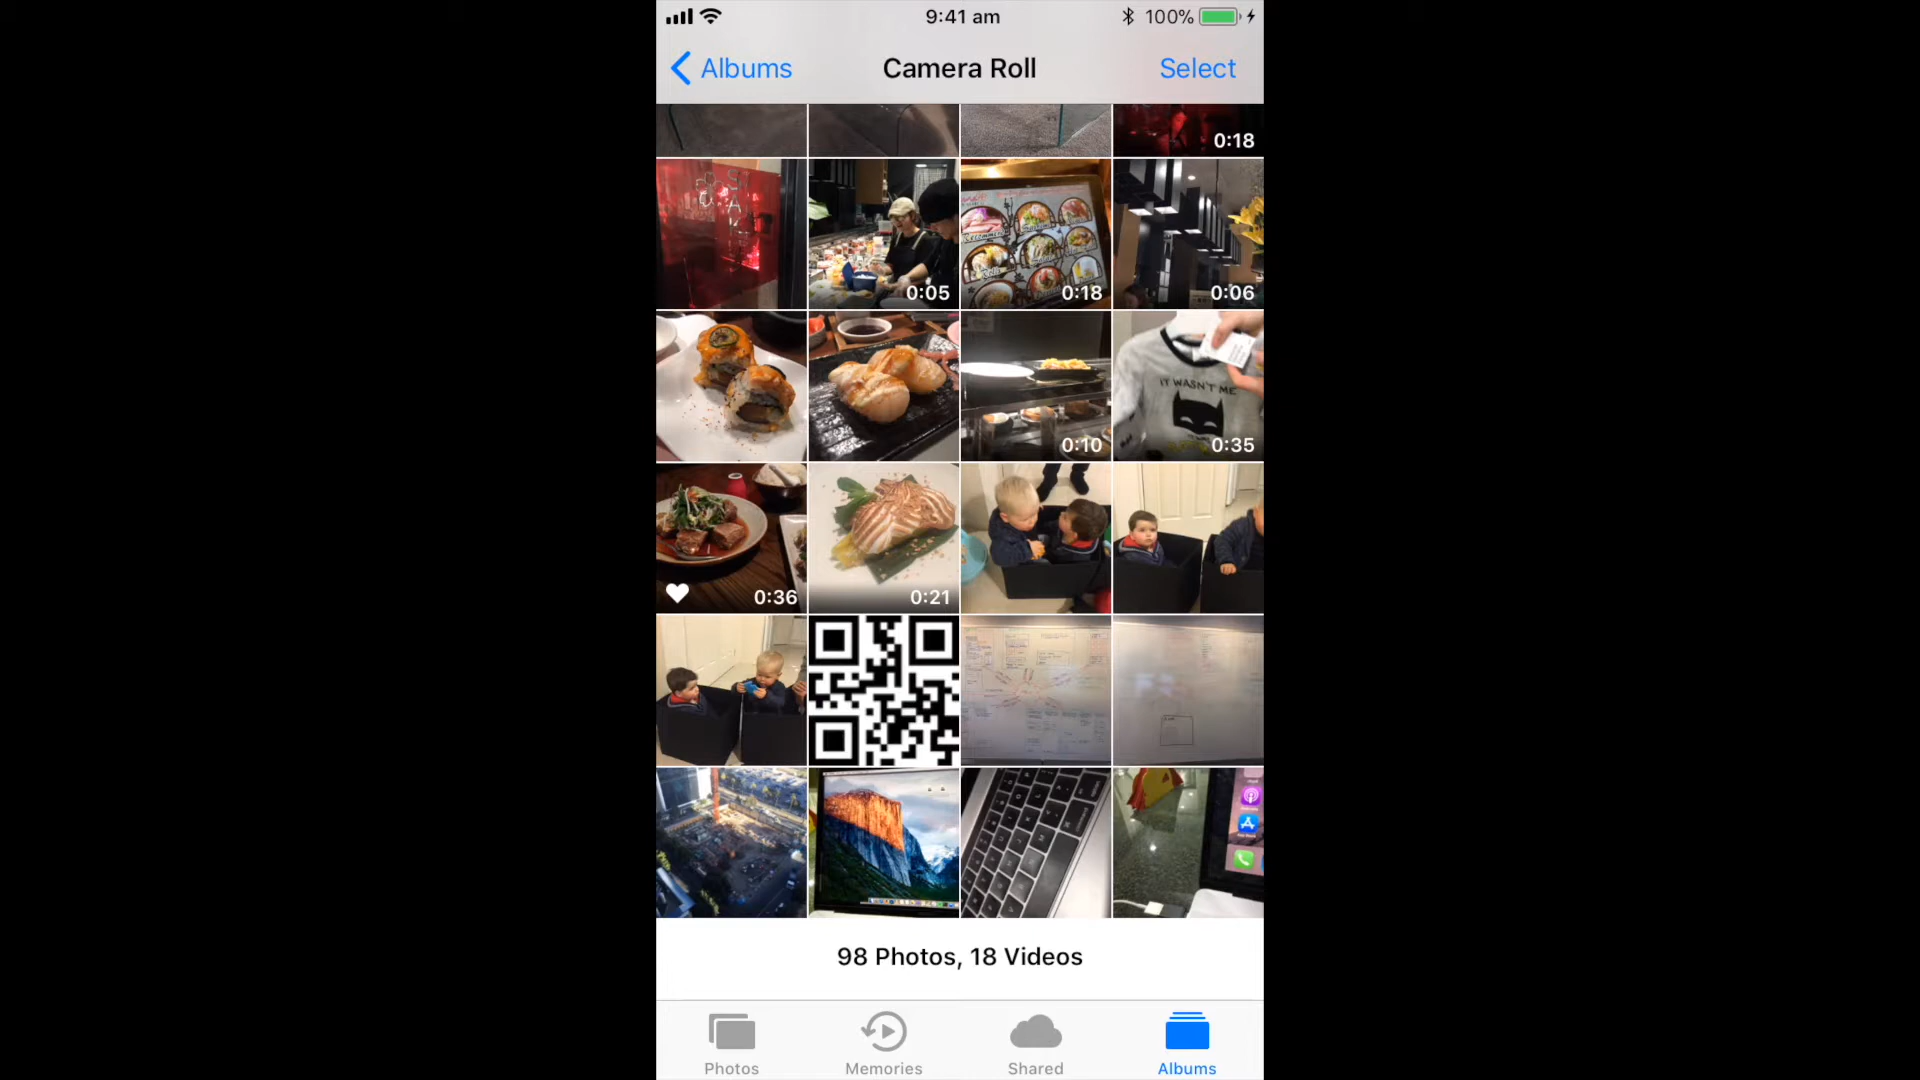 9:41 am
100%
Albums
Camera Roll
Select
0:18
0:05
0:18
0:06
0:10
IT WASN'T ME
0:35
0:36
0:21
98 Photos, 18 Videos
Photos
Memories
Shared
Albums